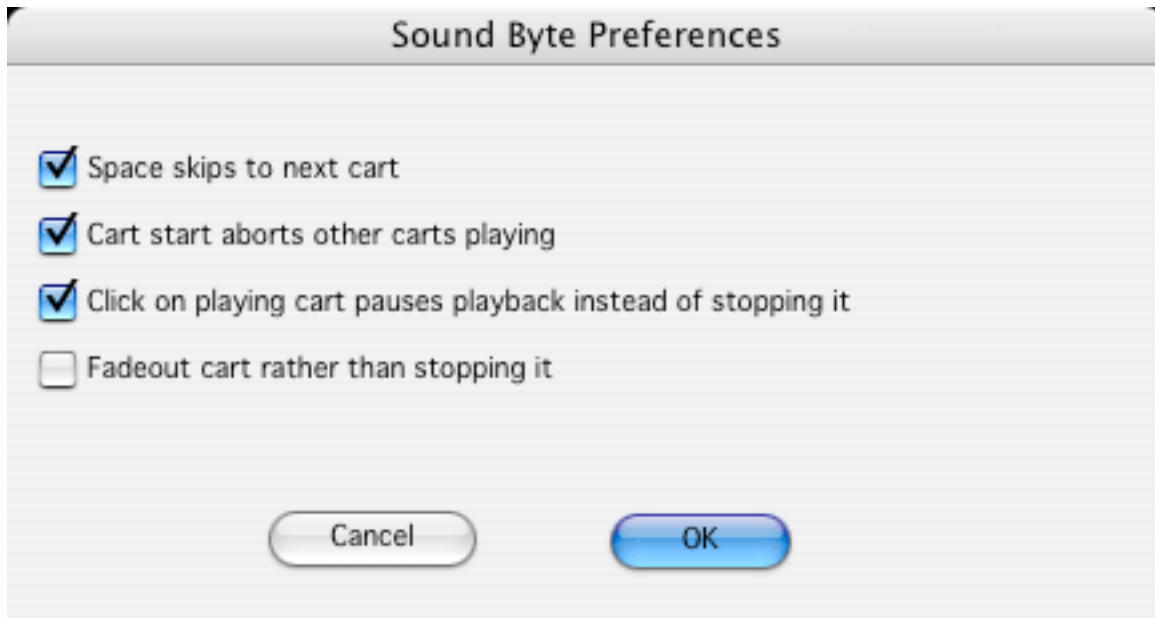 Sound Byte Preferences
Space skips to next cart
Cart start aborts other carts playing
Click on playing cart pauses playback instead of stopping it
Fadeout cart rather than stopping it
Cancel OK